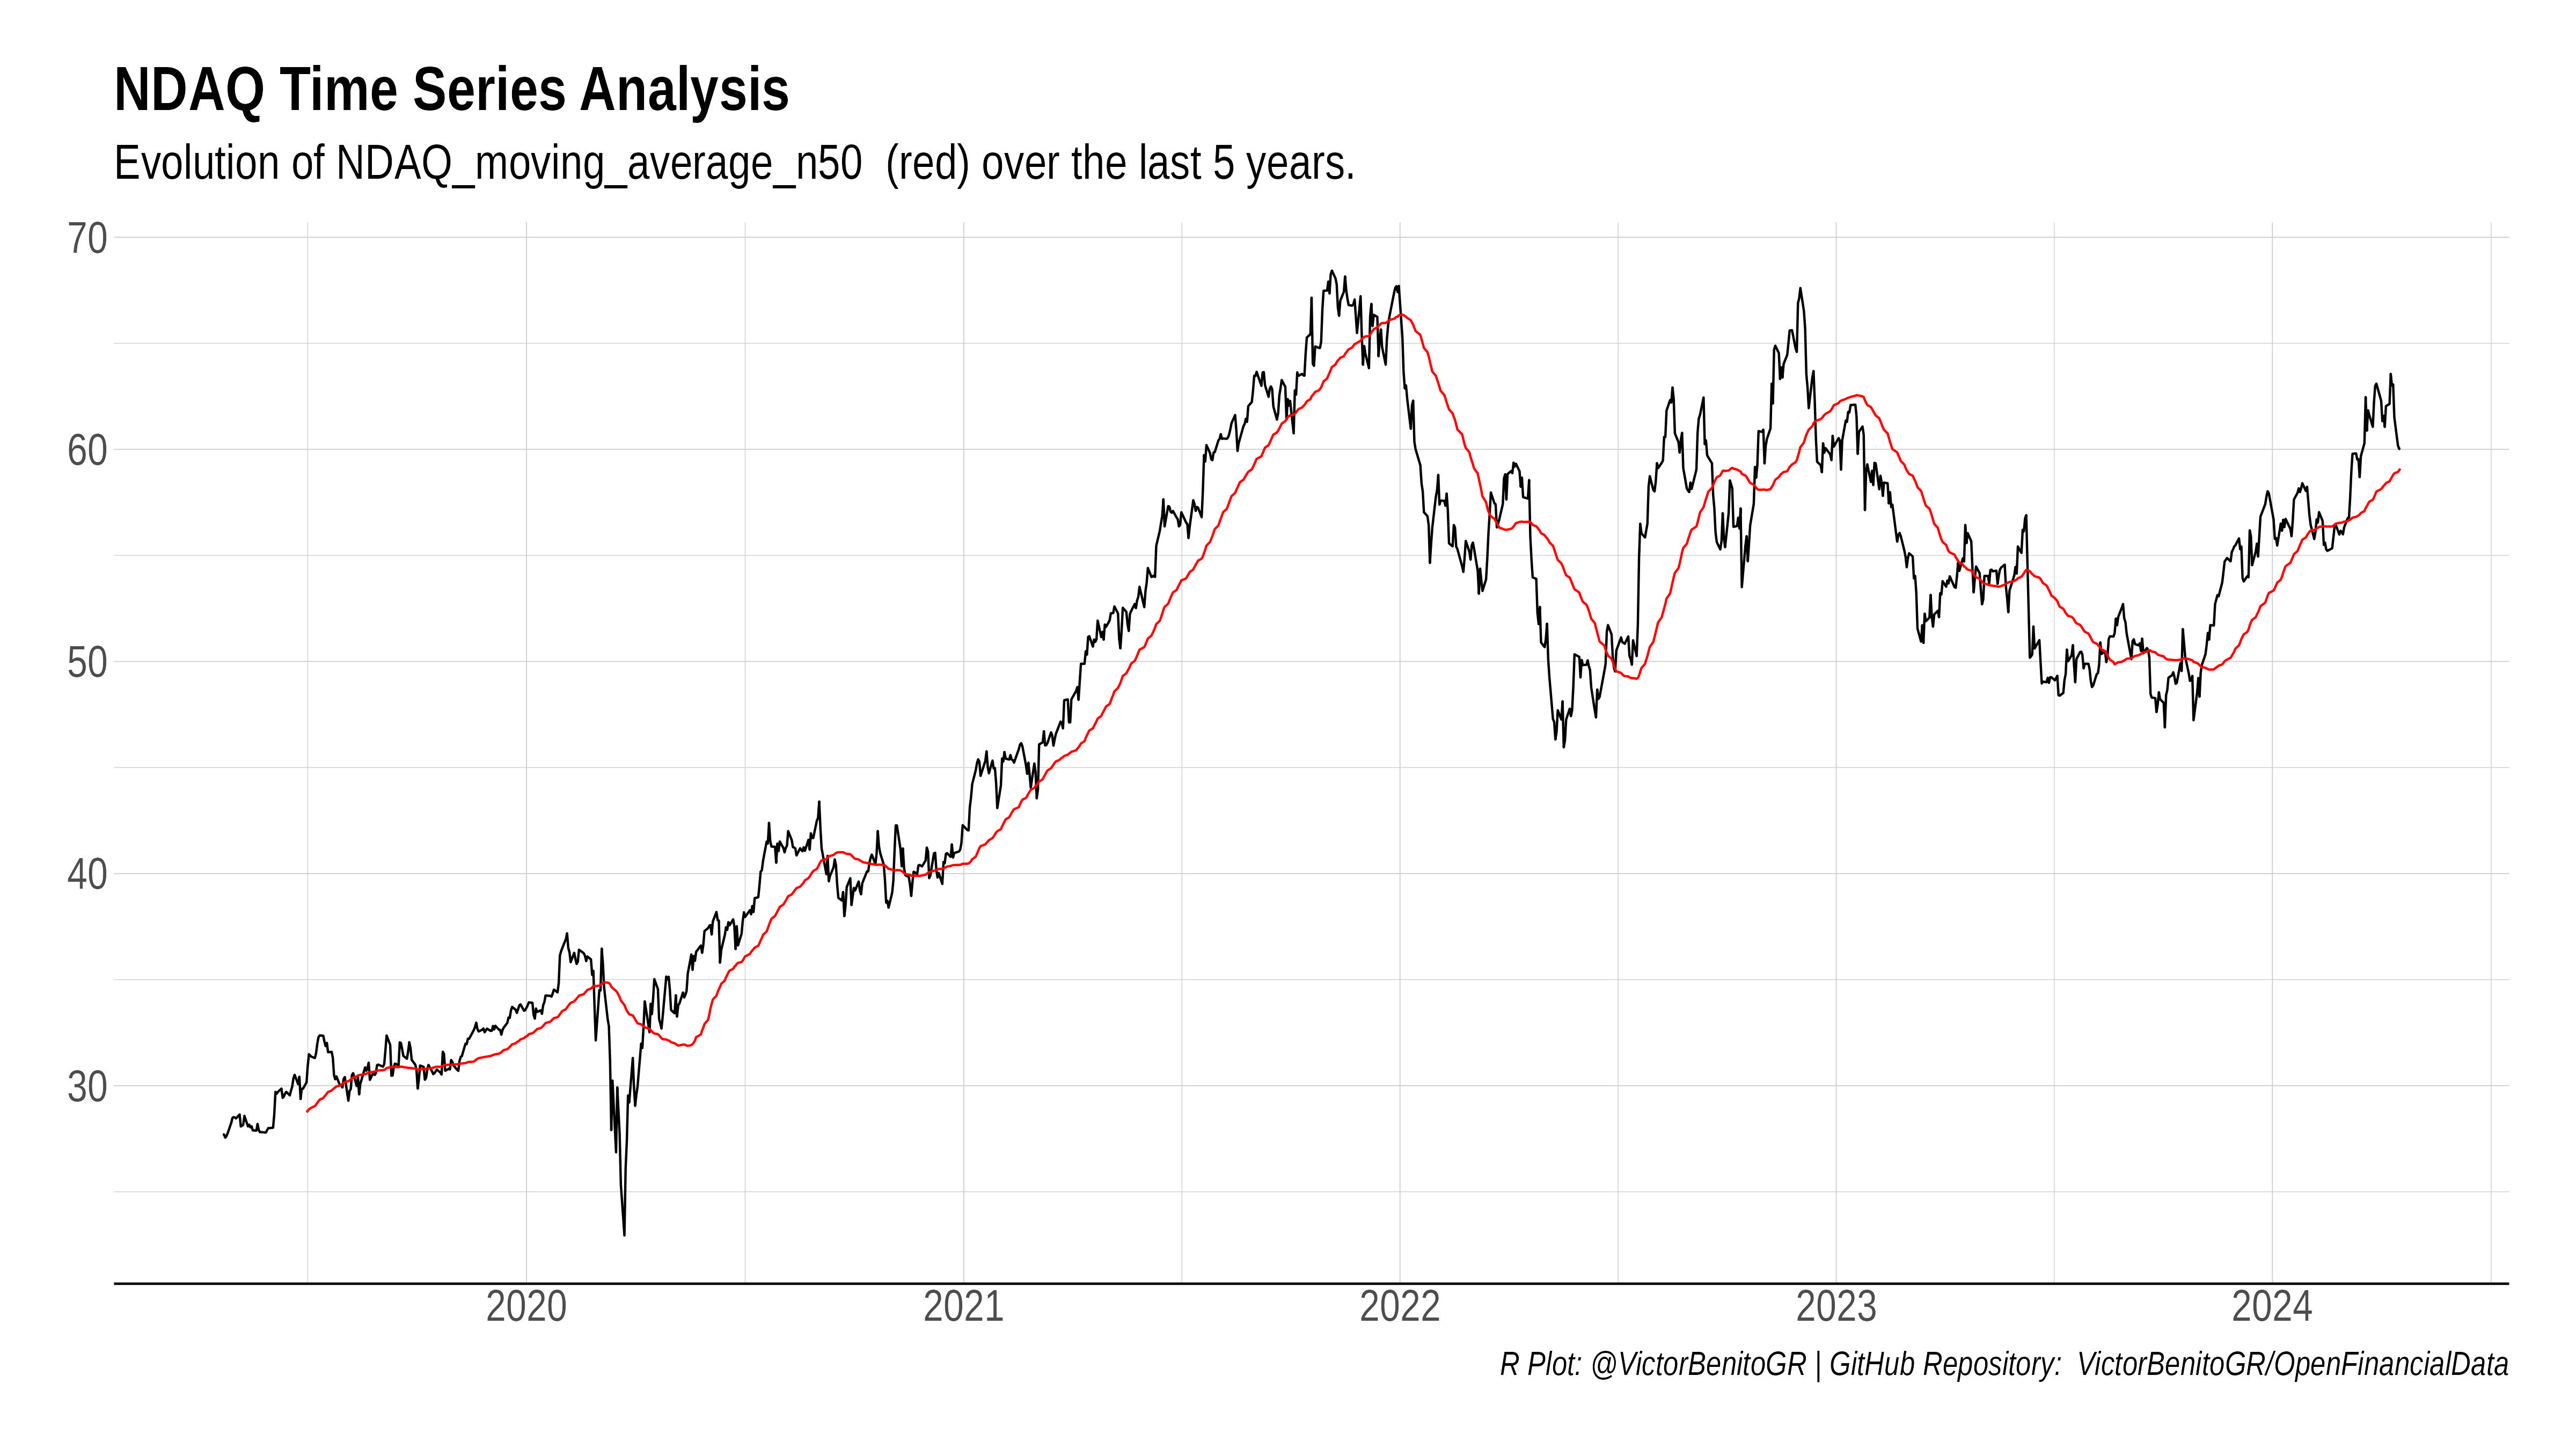 NDAQ Time Series Analysis
Evolution of NDAQ_moving_average_n50  (red) over the last 5 years.
70
60
50
40
30
2020 2021 2022 2023 2024
R Plot: @VictorBenitoGR | GitHub Repository:  VictorBenitoGR/OpenFinancialData